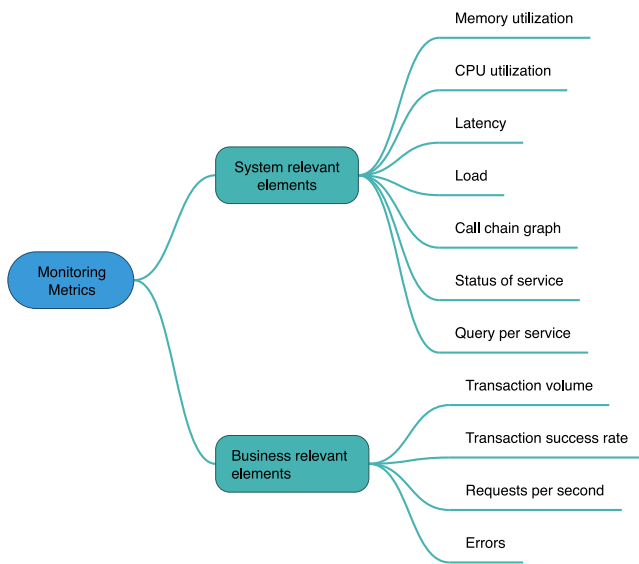 Monitoring
Metrics
System relevant
elements
Memory utilization
CPU utilization
Latency
Load
Call chain graph
Status of service
Query per service
Business relevant
elements
Transaction volume
Transaction success rate
Requests per second
Errors